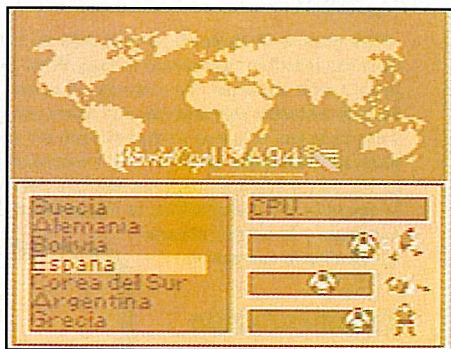 WorldCupUSA94
Suecia
Alemania
Bolivia
Espana
Corea del Sur
Argentina
Grecia
CPU.